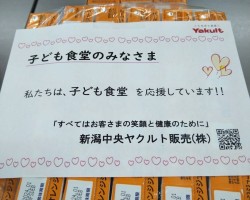 Yakult
子ども食堂のみなさま
私たちは、子ども食堂 を応援しています!!
「すべてはお客さまの笑顔と健康のために」
新潟中央ヤクルト販売(株)